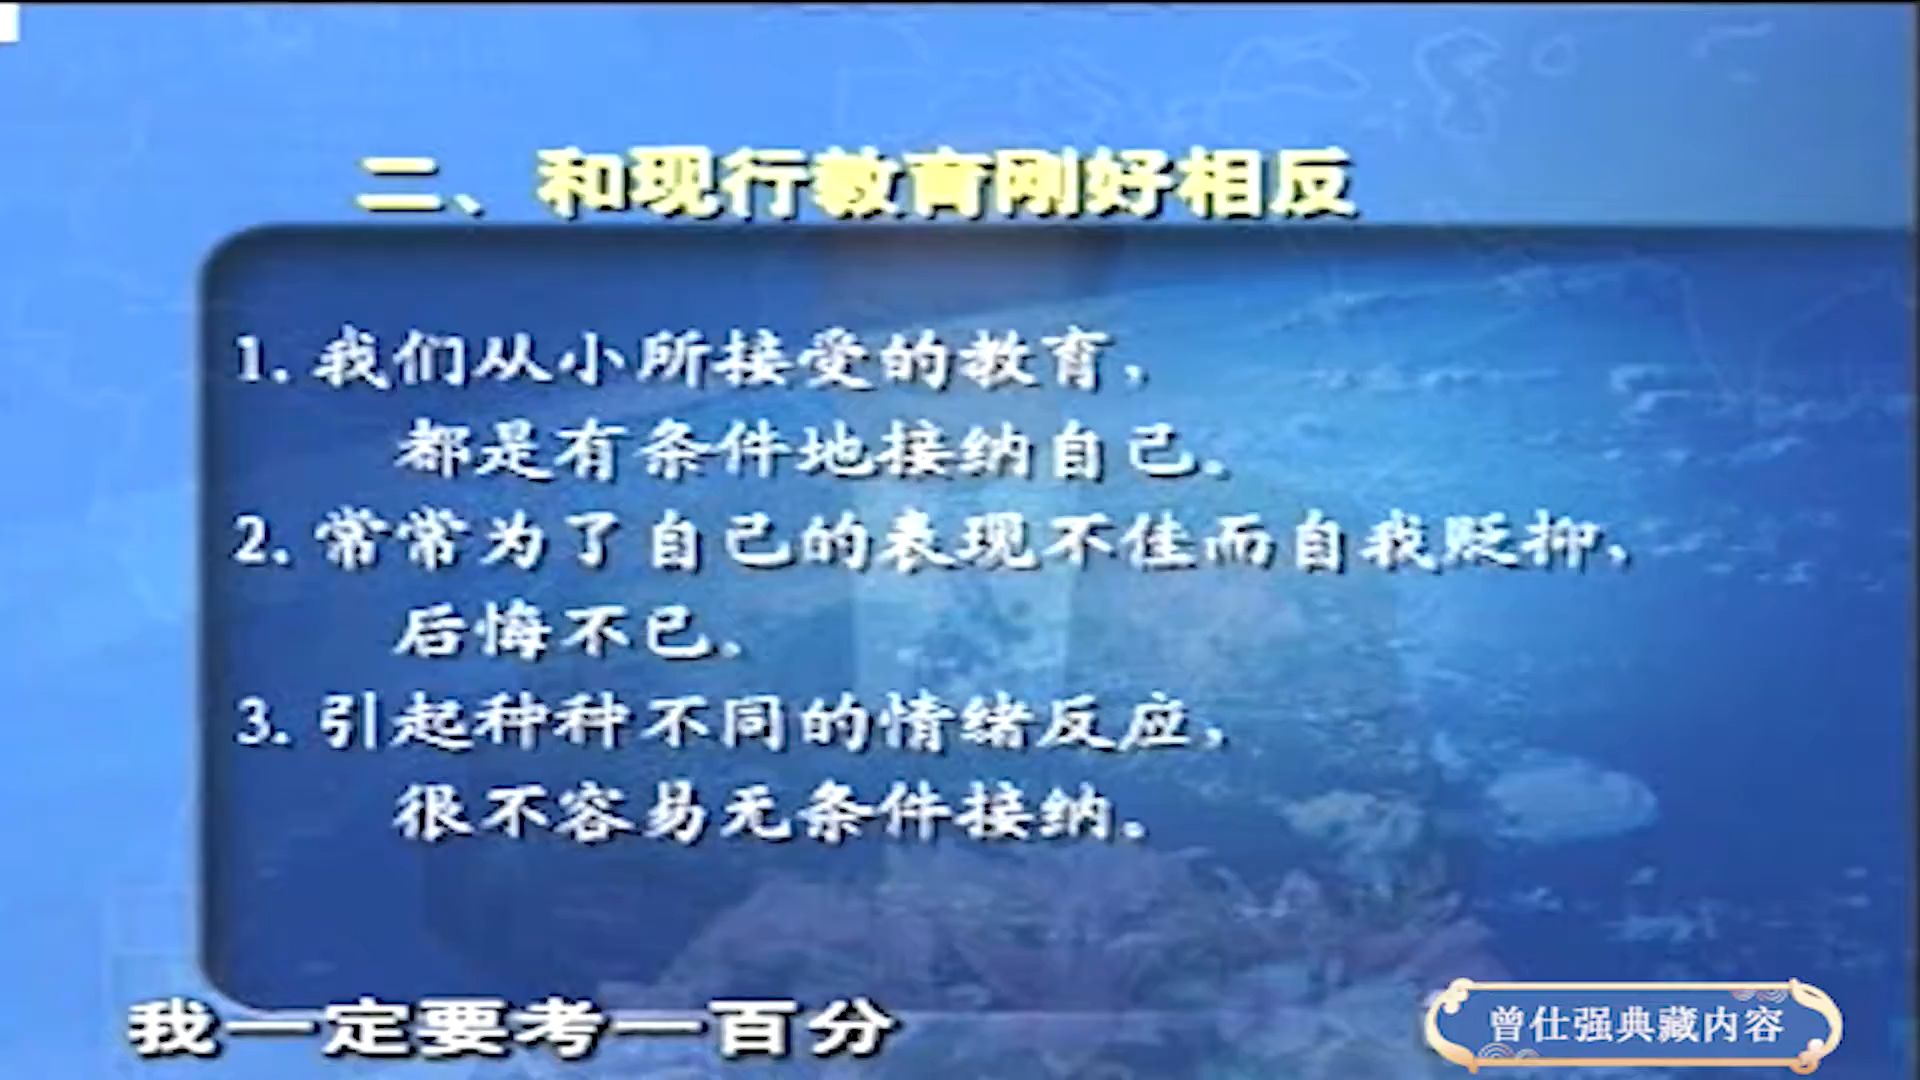 二、和现行教育刚好相反
1. 我们从小所接受的教育，
都是有条件地接纳自己。
2. 常常为了自己的表现不佳而自我贬抑，
后悔不已。
3. 引起种种不同的情绪反应，
很不容易无条件接纳。
我一定要考一百分
曾仕强典藏内容